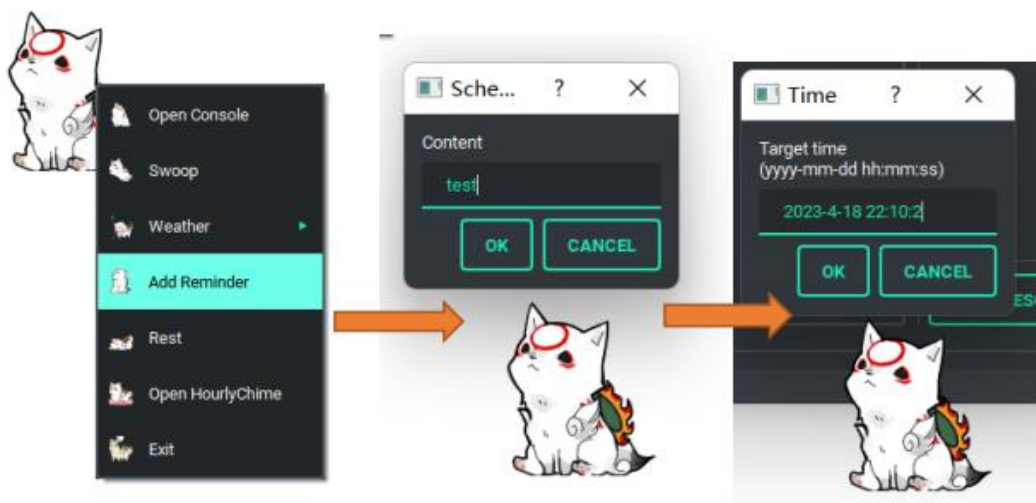 Open Console
Swoop
Weather
Add Reminder
Rest
Open HourlyChime
Exit
Sche... ?
Content
test
OK CANCEL
Time ?
Target time
(yyyy-mm-dd hh:mm:ss)
2023-4-18 22:10:2
OK CANCEL